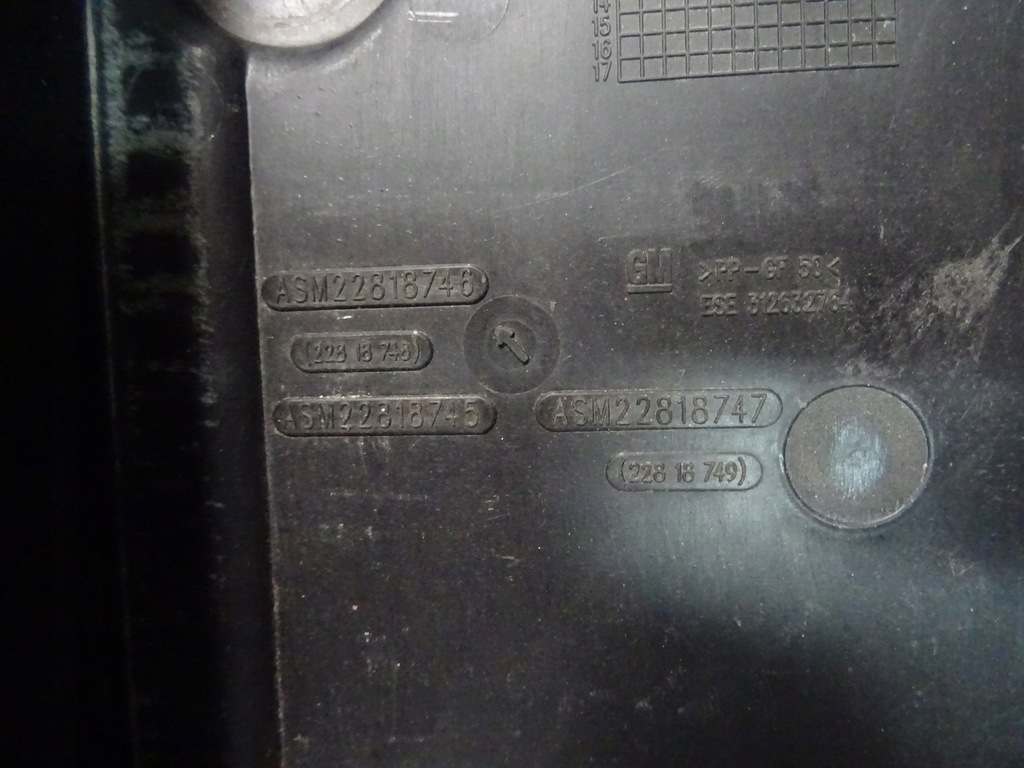 14
15
16
17
GM
>PP-GF 50<
ASM22818746
(228 18 748)
ASM22818745
ASM22818747
(228 18 749)